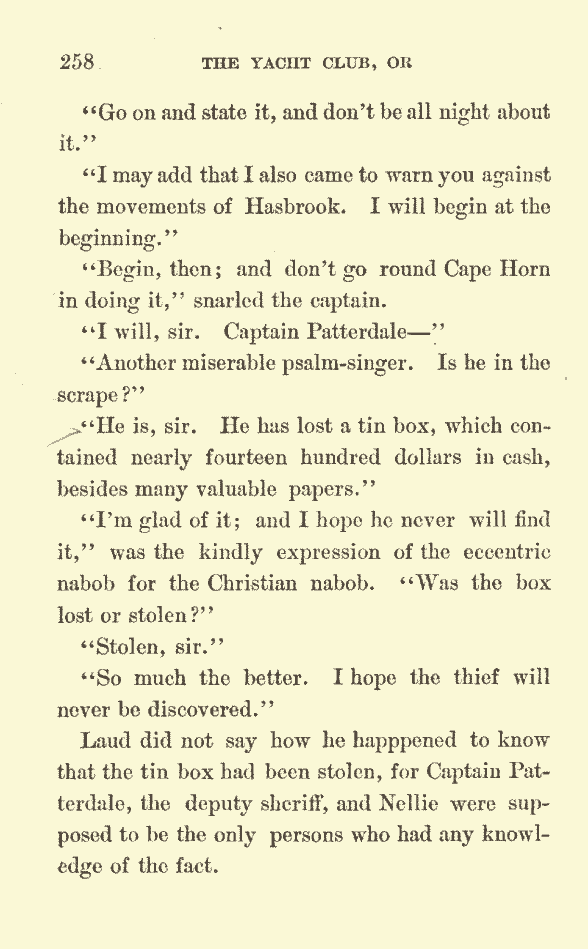 258 THE YACHT CLUB, OR
“Go on and state it, and don’t be all night about
it.”
“I may add that I also came to warn you against
the movements of Hasbrook. I will begin at the
beginning.”
“Begin, then; and don’t go round Cape Horn
in doing it,” snarled the captain.
“I will, sir. Captain Patterdale—”
“Another miserable psalm-singer. Is he in the
scrape?”
“He is, sir. He has lost a tin box, which con-
tained nearly fourteen hundred dollars in cash,
besides many valuable papers.”
“I’m glad of it; and I hope he never will find
it,” was the kindly expression of the eccentric
nabob for the Christian nabob. “Was the box
lost or stolen?”
“Stolen, sir.”
“So much the better. I hope the thief will
never be discovered.”
Laud did not say how he happpened to know
that the tin box had been stolen, for Captain Pat-
terdale, the deputy sheriff, and Nellie were sup-
posed to be the only persons who had any knowl-
edge of the fact.